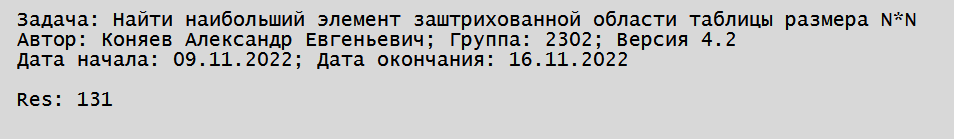 Задача: Найти наибольший элемент заштрихованной области таблицы размера N*N
Автор: Коняев Александр Евгеньевич; Группа: 2302; Версия 4.2
Дата начала: 09.11.2022; Дата окончания: 16.11.2022
Res: 131